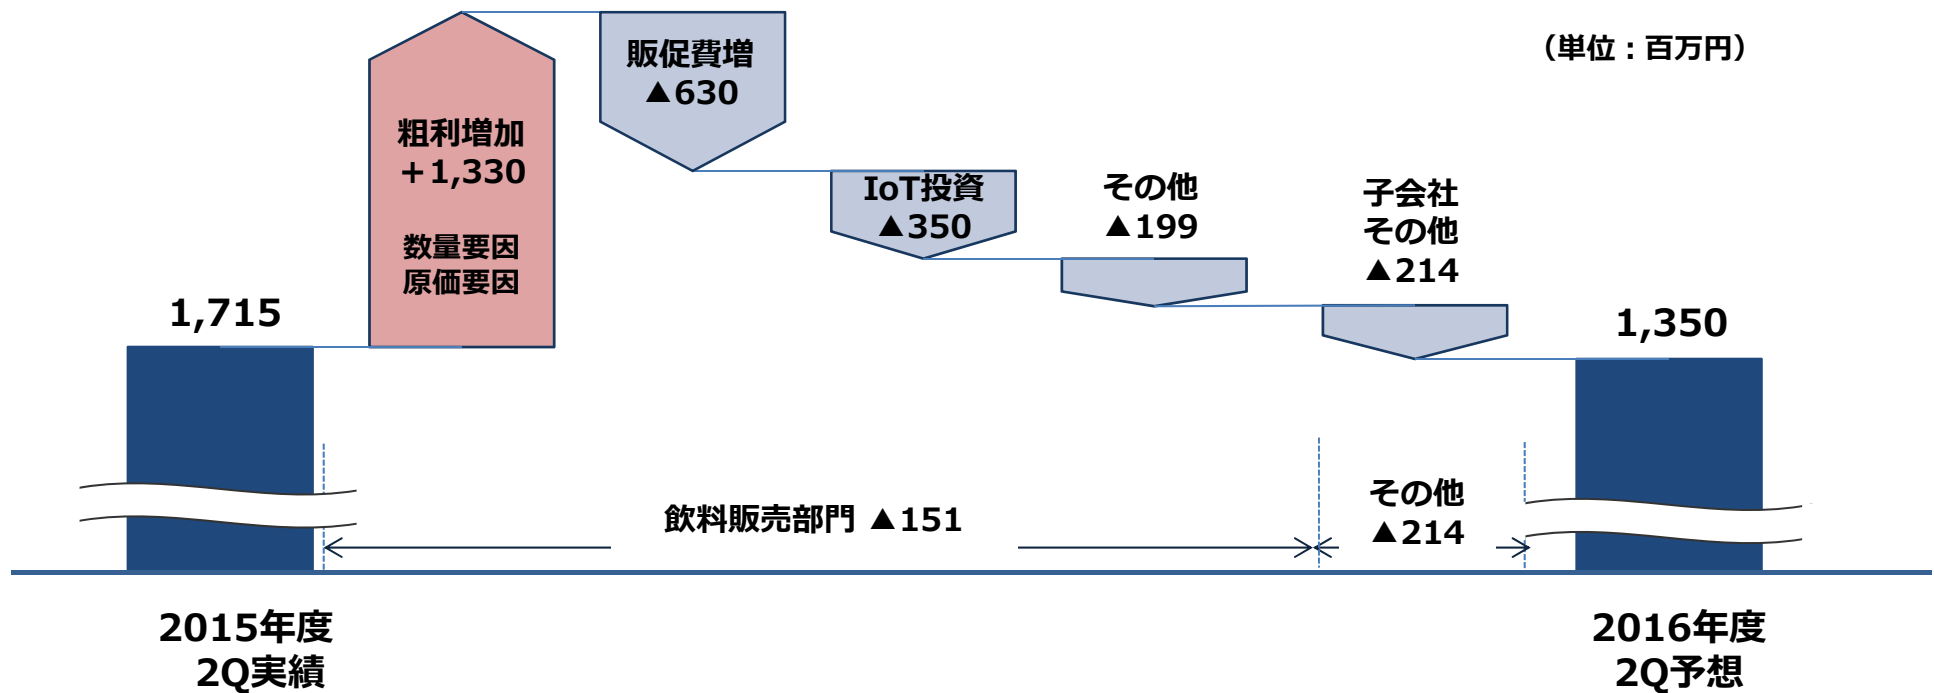 （単位：百万円）
販促費増
▲630
粗利増加
＋1,330
数量要因
原価要因
IoT投資
▲350
その他
▲199
子会社
その他
▲214
1,715
1,350
飲料販売部門 ▲151
その他
▲214
2015年度
2Q実績
2016年度
2Q予想